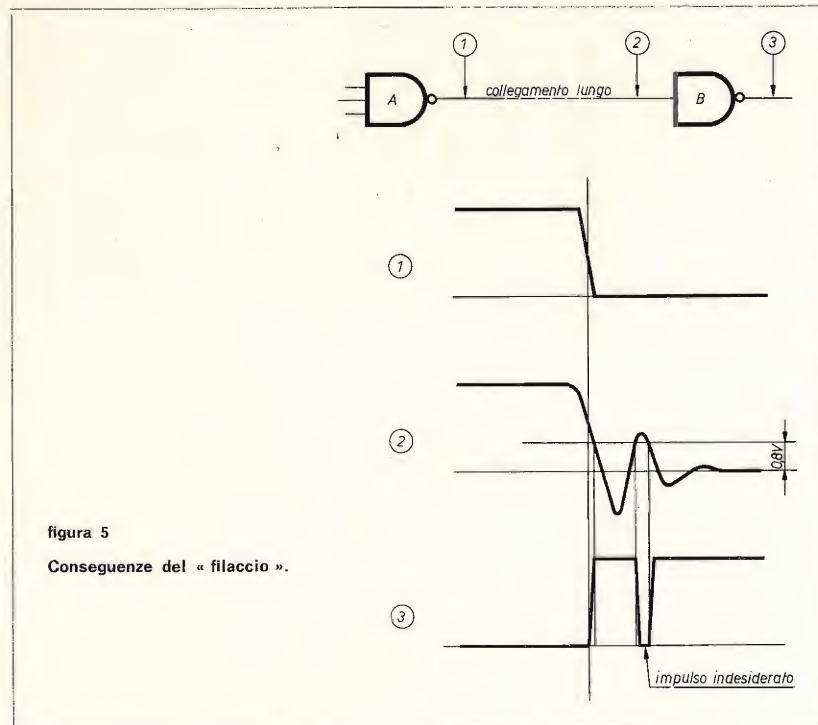 1
2
3
A
collegamento lungo
B
1
2
0,8V
figura 5
Conseguenze del « filaccio ».
3
impulso indesiderato